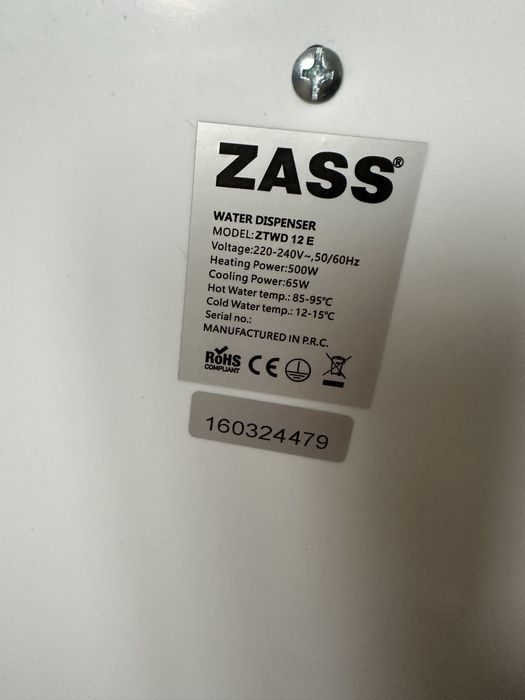 ZASS®
WATER DISPENSER
MODEL:ZTWD 12 E
Voltage:220-240V~,50/60Hz
Heating Power:500W
Cooling Power:65W
Hot Water temp.: 85-95°C
Cold Water temp.: 12-15°C
Serial no.:
MANUFACTURED IN P.R.C.
RoHS
COMPLIANT
CE
160324479